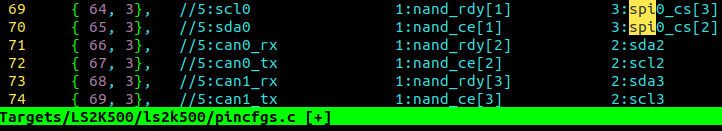 69 { 64, 3}, //5:scl0 1:nand_rdy[1] 3:spi0_cs[3]
70 { 65, 3}, //5:sda0 1:nand_ce[1] 3:spi0_cs[2]
71 { 66, 3}, //5:can0_rx 1:nand_rdy[2] 2:sda2
72 { 67, 3}, //5:can0_tx 1:nand_ce[2] 2:scl2
73 { 68, 3}, //5:can1_rx 1:nand_rdy[3] 2:sda3
74 { 69, 3}, //5:can1_tx 1:nand_ce[3] 2:scl3
Targets/LS2K500/ls2k500/pincfgs.c [+]